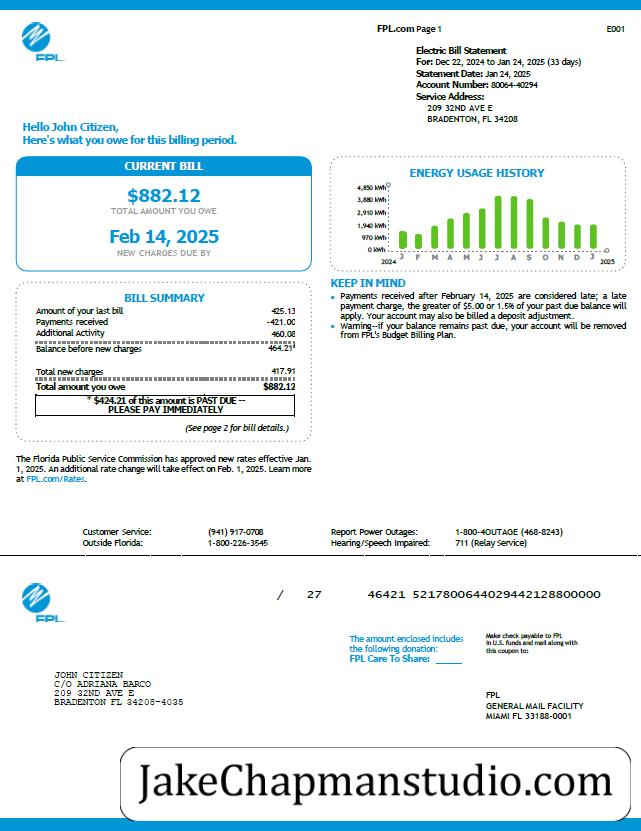 FPL.com Page 1
E001
FPL
Electric Bill Statement
For: Dec 22, 2024 to Jan 24, 2025 (33 days)
Statement Date: Jan 24, 2025
Account Number: 80064-40294
Service Address:
209 32ND AVE E
BRADENTON, FL 34208
Hello John Citizen,
Here's what you owe for this billing period.
CURRENT BILL
$882.12
TOTAL AMOUNT YOU OWE
Feb 14, 2025
NEW CHARGES DUE BY
BILL SUMMARY
Amount of your last bill 425.13
Payments received -421.00
Additional Activity 460.08
Balance before new charges 464.21*
Total new charges 417.91
Total amount you owe $882.12
* $424.21 of this amount is PAST DUE --
PLEASE PAY IMMEDIATELY
(See page 2 for bill details.)
ENERGY USAGE HISTORY
4,850 kWh
3,880 kWh
2,910 kWh
1,940 kWh
970 kWh
0 kWh
J F M A M J J A S O N D J
2024 2025
KEEP IN MIND
• Payments received after February 14, 2025 are considered late; a late
payment charge, the greater of $5.00 or 1.5% of your past due balance will
apply. Your account may also be billed a deposit adjustment.
• Warning--if your balance remains past due, your account will be removed
from FPL's Budget Billing Plan.
The Florida Public Service Commission has approved new rates effective Jan.
1, 2025. An additional rate change will take effect on Feb. 1, 2025. Learn more
at FPL.com/Rates.
Customer Service: (941) 917-0708 Report Power Outages: 1-800-4OUTAGE (468-8243)
Outside Florida: 1-800-226-3545 Hearing/Speech Impaired: 711 (Relay Service)
FPL
/ 27 46421 5217800644029442128800000
The amount enclosed includes
the following donation:
FPL Care To Share: ____
Make check payable to FPL
in U.S. funds and mail along with
this coupon to:
JOHN CITIZEN
C/O ADRIANA BARCO
209 32ND AVE E
BRADENTON FL 34208-4035
FPL
GENERAL MAIL FACILITY
MIAMI FL 33188-0001
JakeChapmanstudio.com